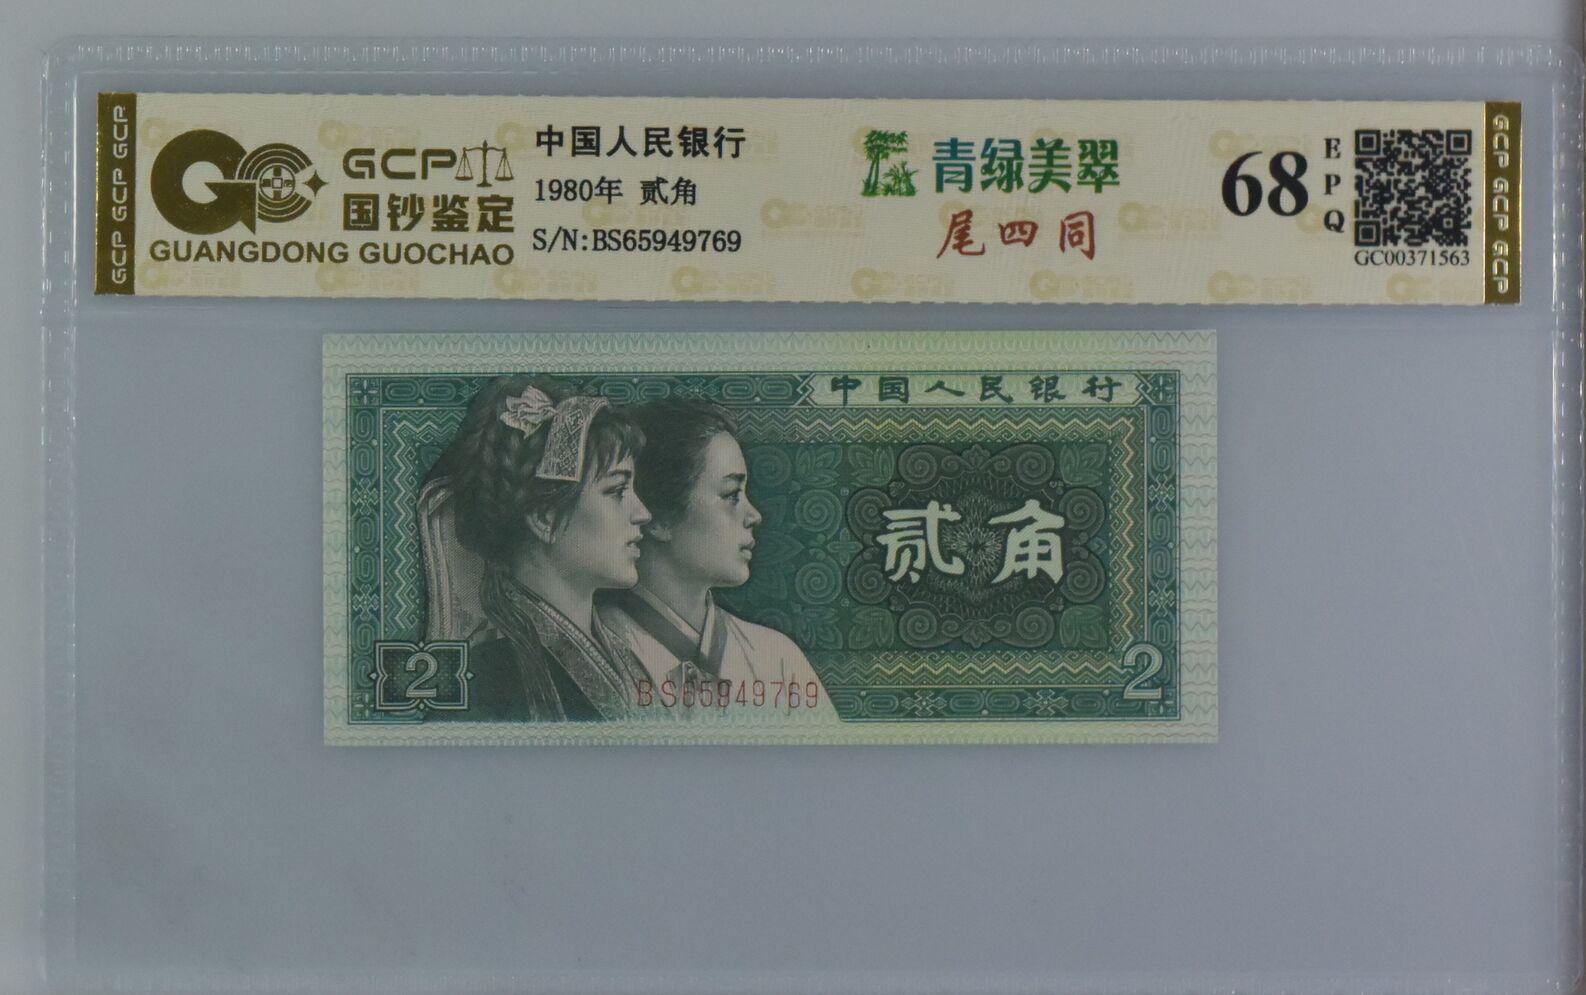 GCP GCP GCP
GCP
国钞鉴定
GUANGDONG GUOCHAO
中国人民银行
1980年 贰角
S/N:BS65949769
青绿美翠
尾四同
68
EPQ
GC00371563
GCP GCP GCP
中国人民银行
贰角
2
BS65949769
2